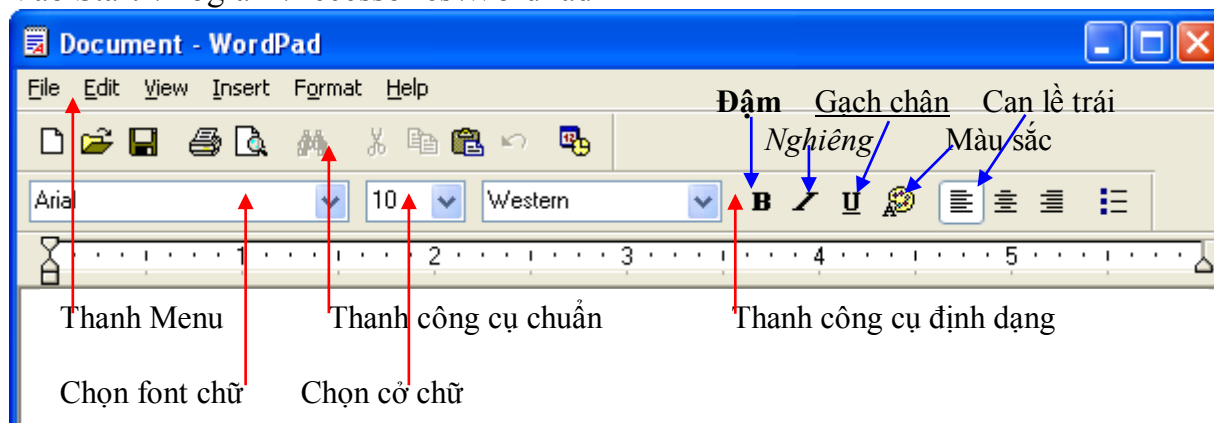 Document - WordPad
File Edit View Insert Format Help
Đậm Gạch chân Can lề trái
Nghiêng Màu sắc
Arial 10 Western B I U
1 2 3 4 5
Thanh Menu Thanh công cụ chuẩn Thanh công cụ định dạng
Chọn font chữ Chọn cở chữ